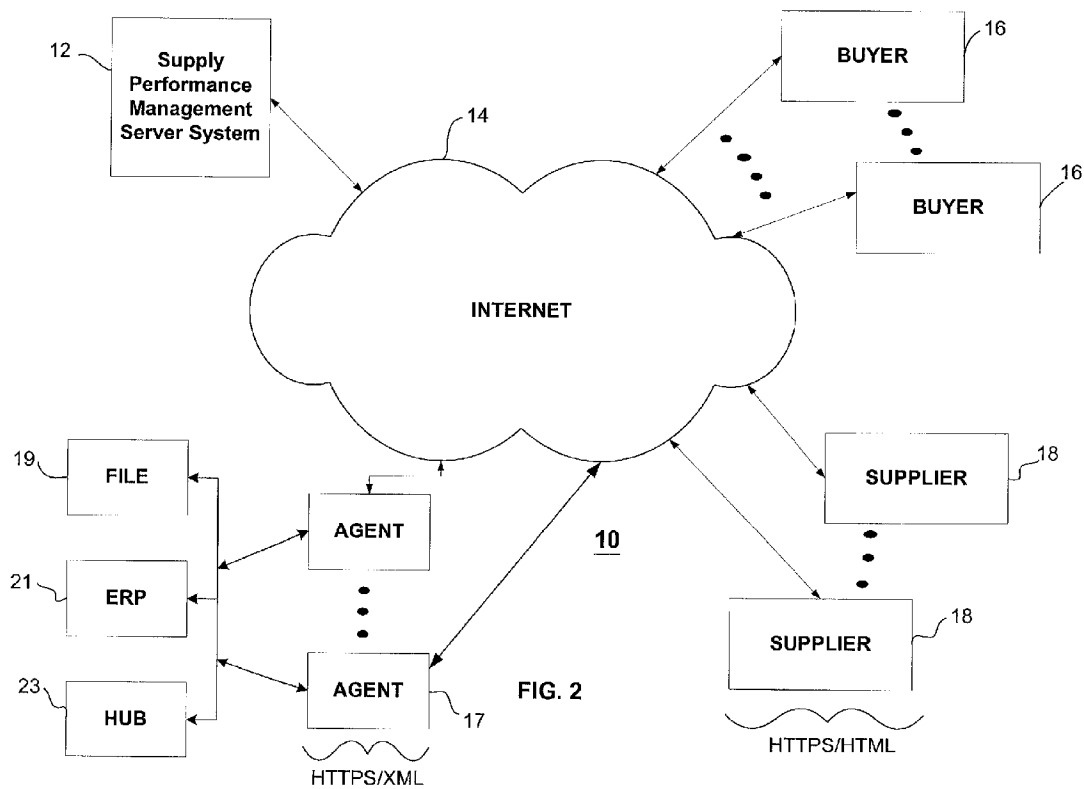 12
Supply
Performance
Management
Server System
14
BUYER
16
BUYER
16
INTERNET
19
FILE
21
ERP
23
HUB
AGENT
AGENT
17
HTTPS/XML
10
FIG. 2
SUPPLIER
18
SUPPLIER
18
HTTPS/HTML